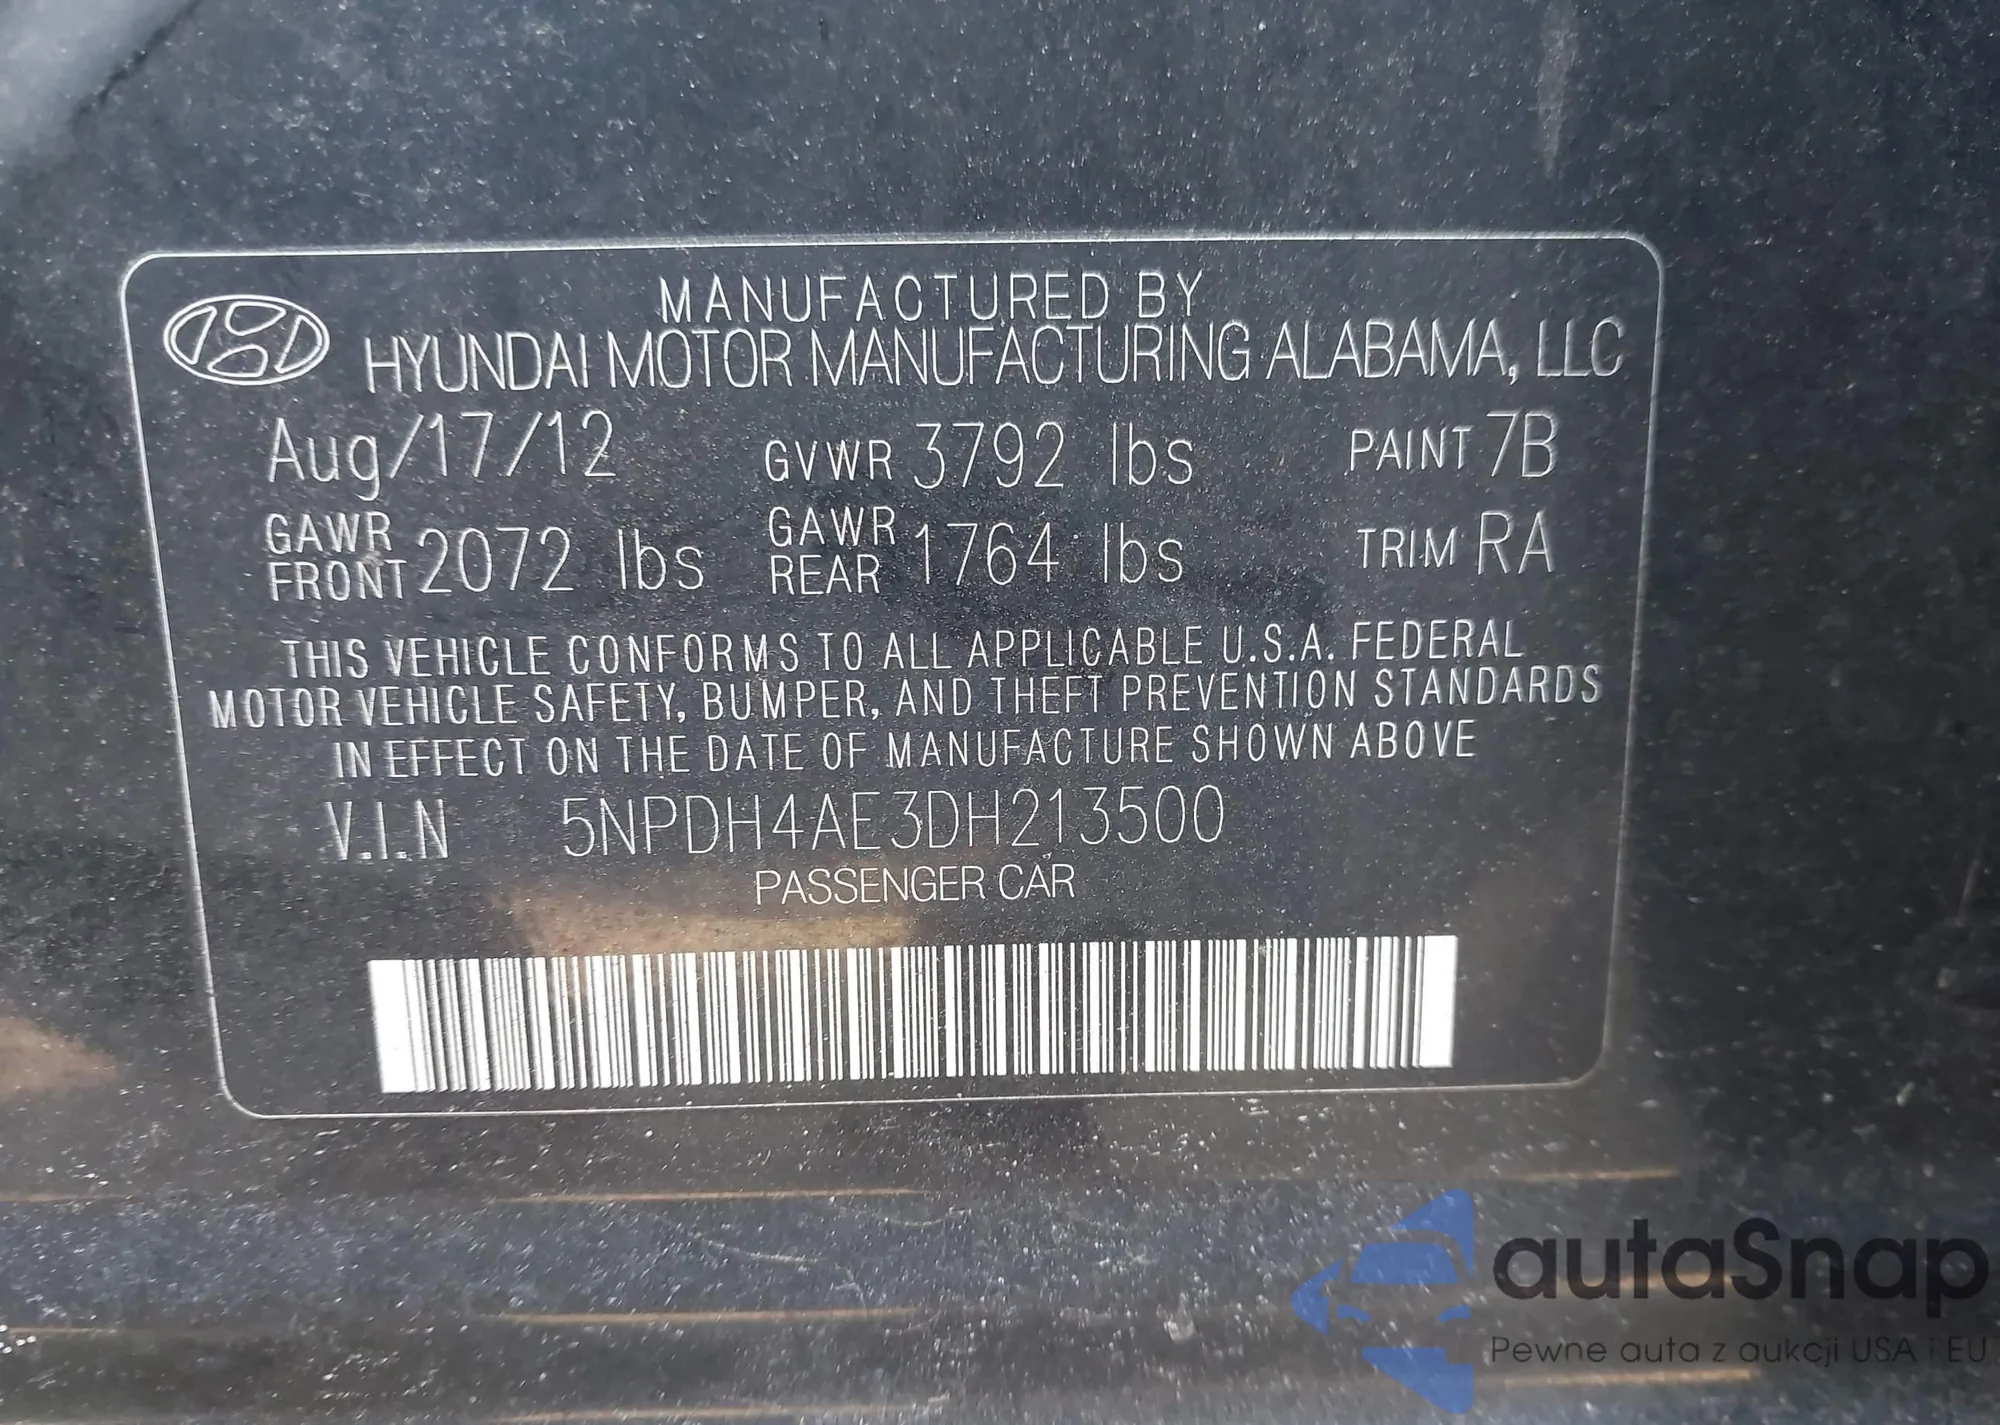 MANUFACTURED BY
HYUNDAI MOTOR MANUFACTURING ALABAMA, LLC
Aug/17/12 GVWR 3792 lbs PAINT 7B
GAWR FRONT 2072 lbs GAWR REAR 1764 lbs TRIM RA
THIS VEHICLE CONFORMS TO ALL APPLICABLE U.S.A. FEDERAL
MOTOR VEHICLE SAFETY, BUMPER, AND THEFT PREVENTION STANDARDS
IN EFFECT ON THE DATE OF MANUFACTURE SHOWN ABOVE
V.I.N 5NPDH4AE3DH213500
PASSENGER CAR
autaSnap
Pewne auta z aukcji USA i EU